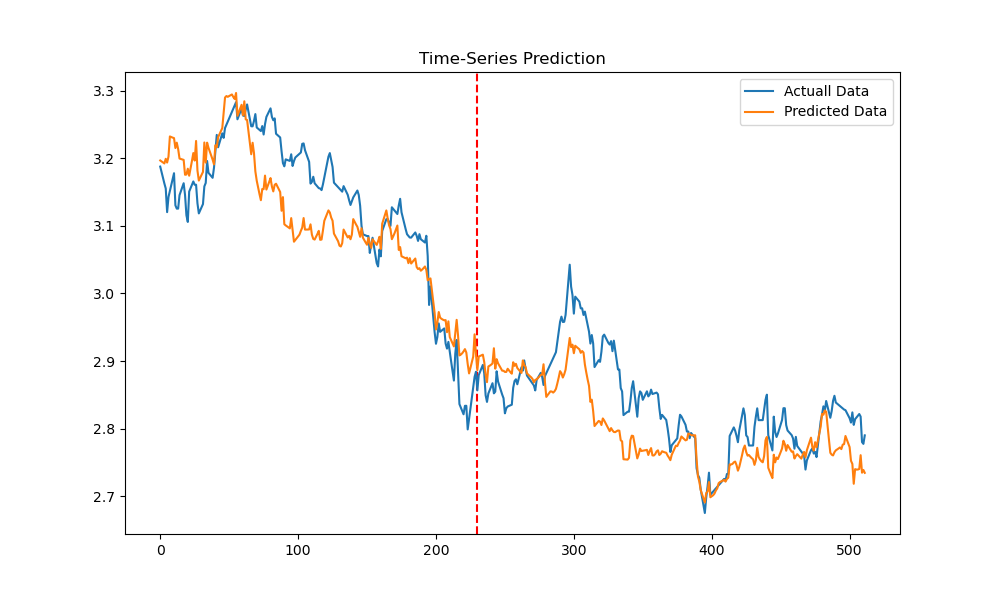 Time-Series Prediction
Actuall Data
Predicted Data
3.3
3.2
3.1
3.0
2.9
2.8
2.7
0 100 200 300 400 500